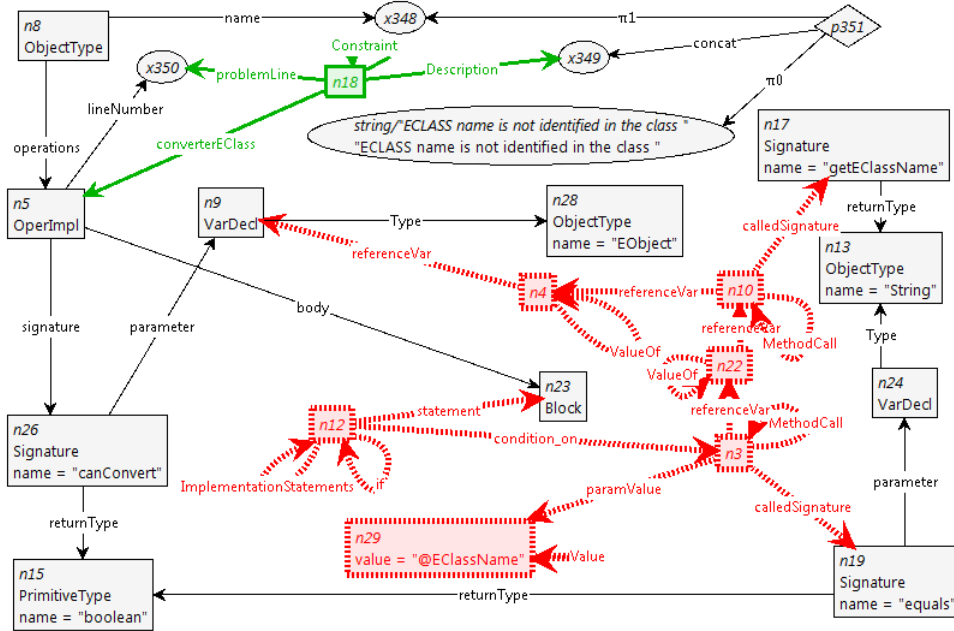 n8
ObjectType
name
x348
π1
p351
concat
Constraint
x350
problemLine
n18
Description
x349
π0
lineNumber
string/"ECLASS name is not identified in the class "
"ECLASS name is not identified in the class "
n17
Signature
name = "getEClassName"
operations
converterEClass
n5
OperImpl
n9
VarDecl
Type
n28
ObjectType
name = "EObject"
calledSignature
returnType
n13
ObjectType
name = "String"
referenceVar
n4
referenceVar
n10
body
signature
parameter
referenceVar
MethodCall
ValueOf
ValueOf
n22
Type
n23
Block
n24
VarDecl
statement
referenceVar
MethodCall
n12
condition_on
n3
n26
Signature
name = "canConvert"
ImplementationStatements
if
paramValue
parameter
calledSignature
returnType
n29
value = "@EClassName"
Value
n15
PrimitiveType
name = "boolean"
returnType
n19
Signature
name = "equals"